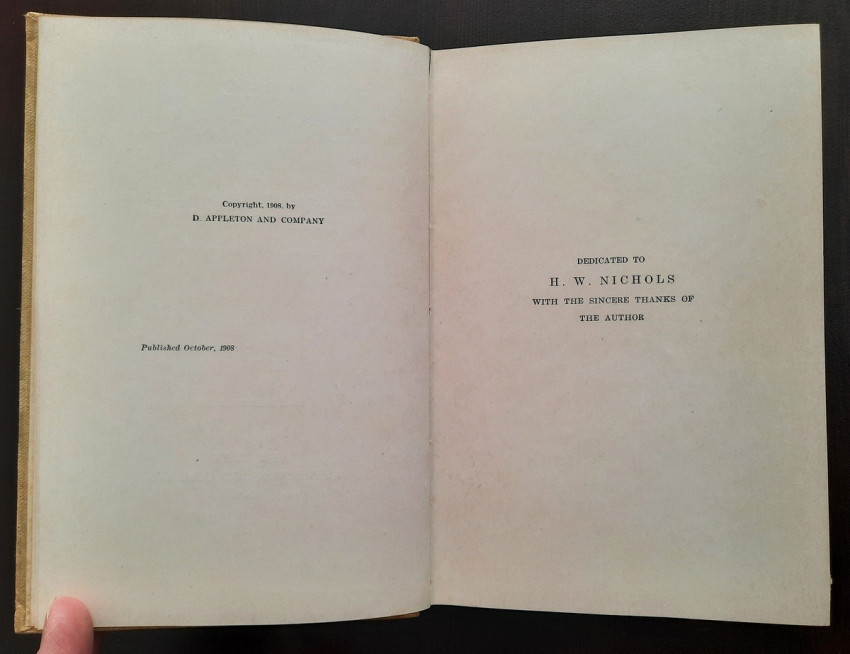 Copyright, 1908, by
D. APPLETON AND COMPANY
Published October, 1908
DEDICATED TO
H. W. NICHOLS
WITH THE SINCERE THANKS OF
THE AUTHOR